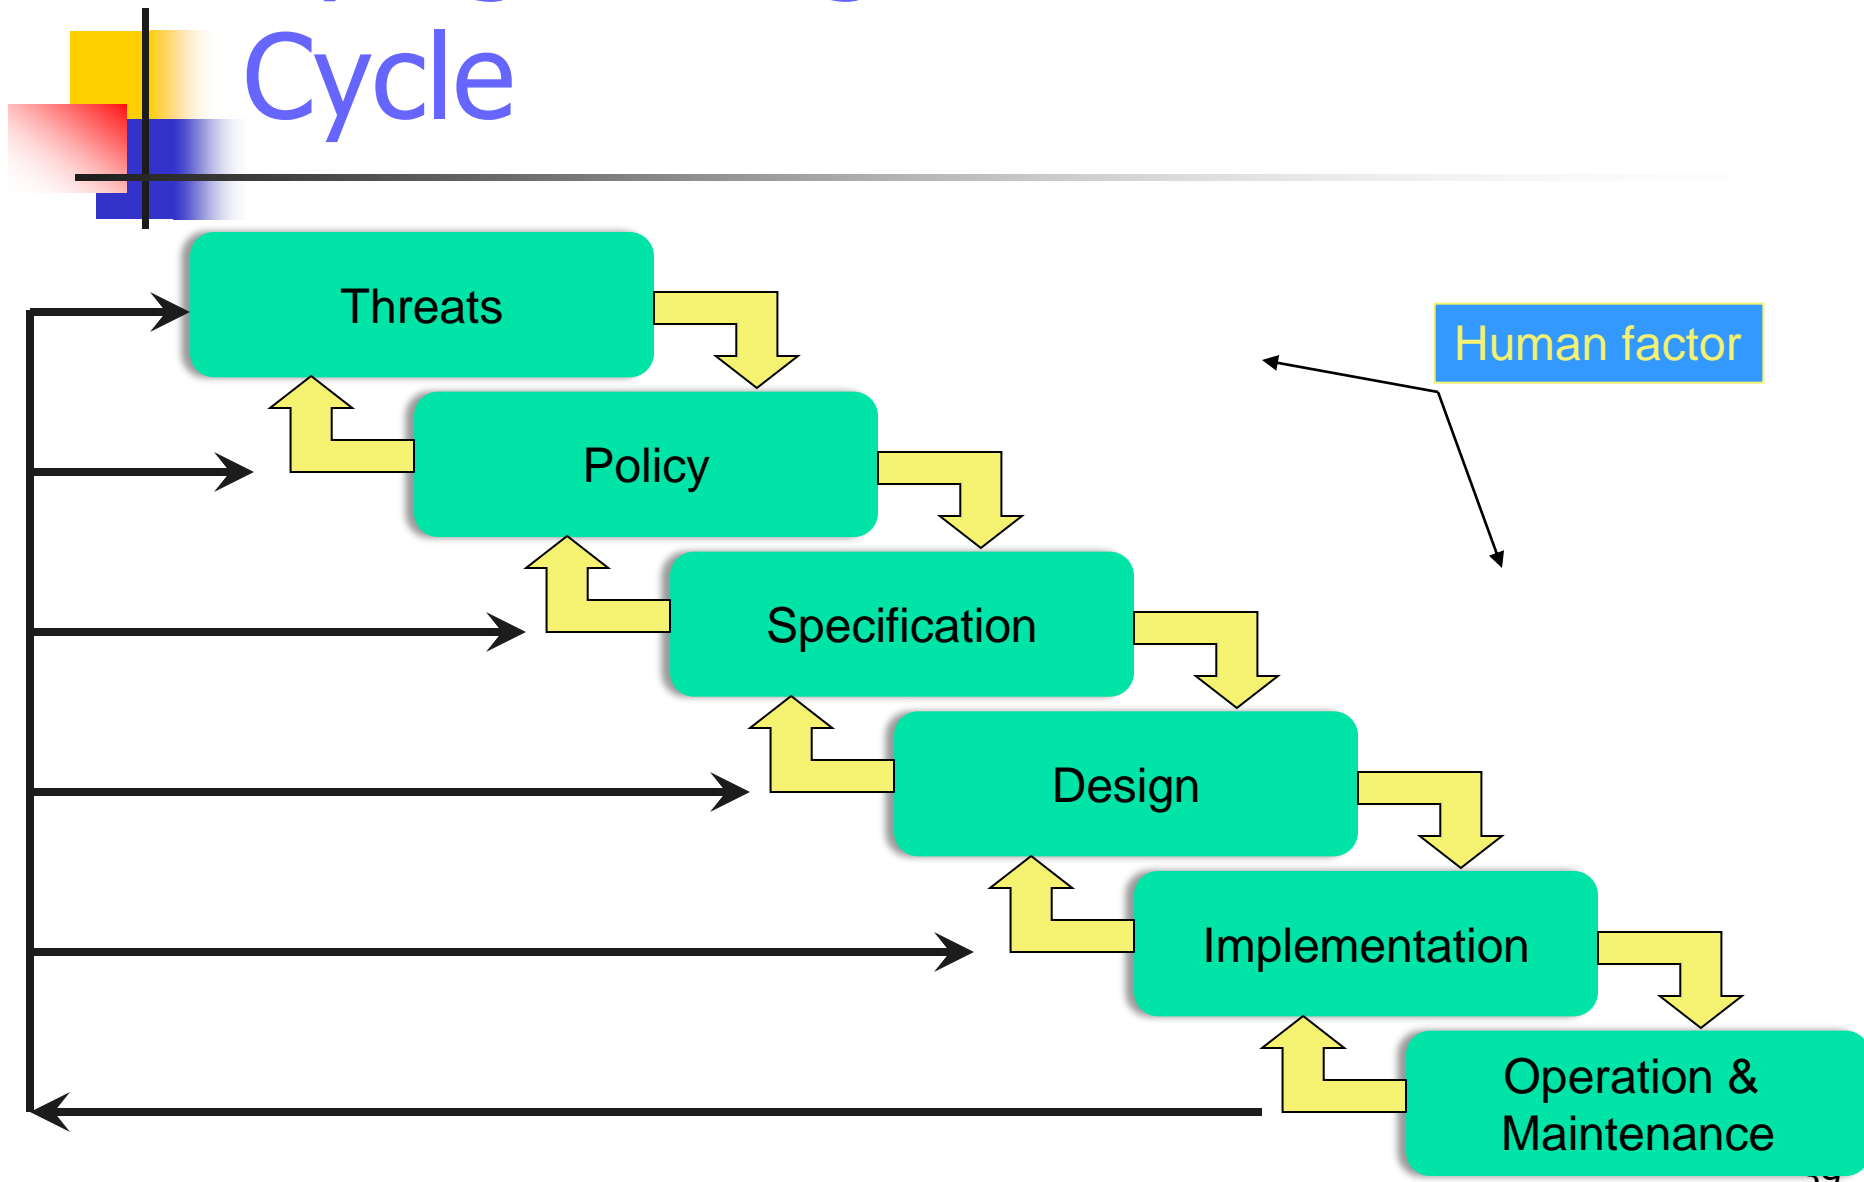 Cycle
Threats
Human factor
Policy
Specification
Design
Implementation
Operation &
Maintenance